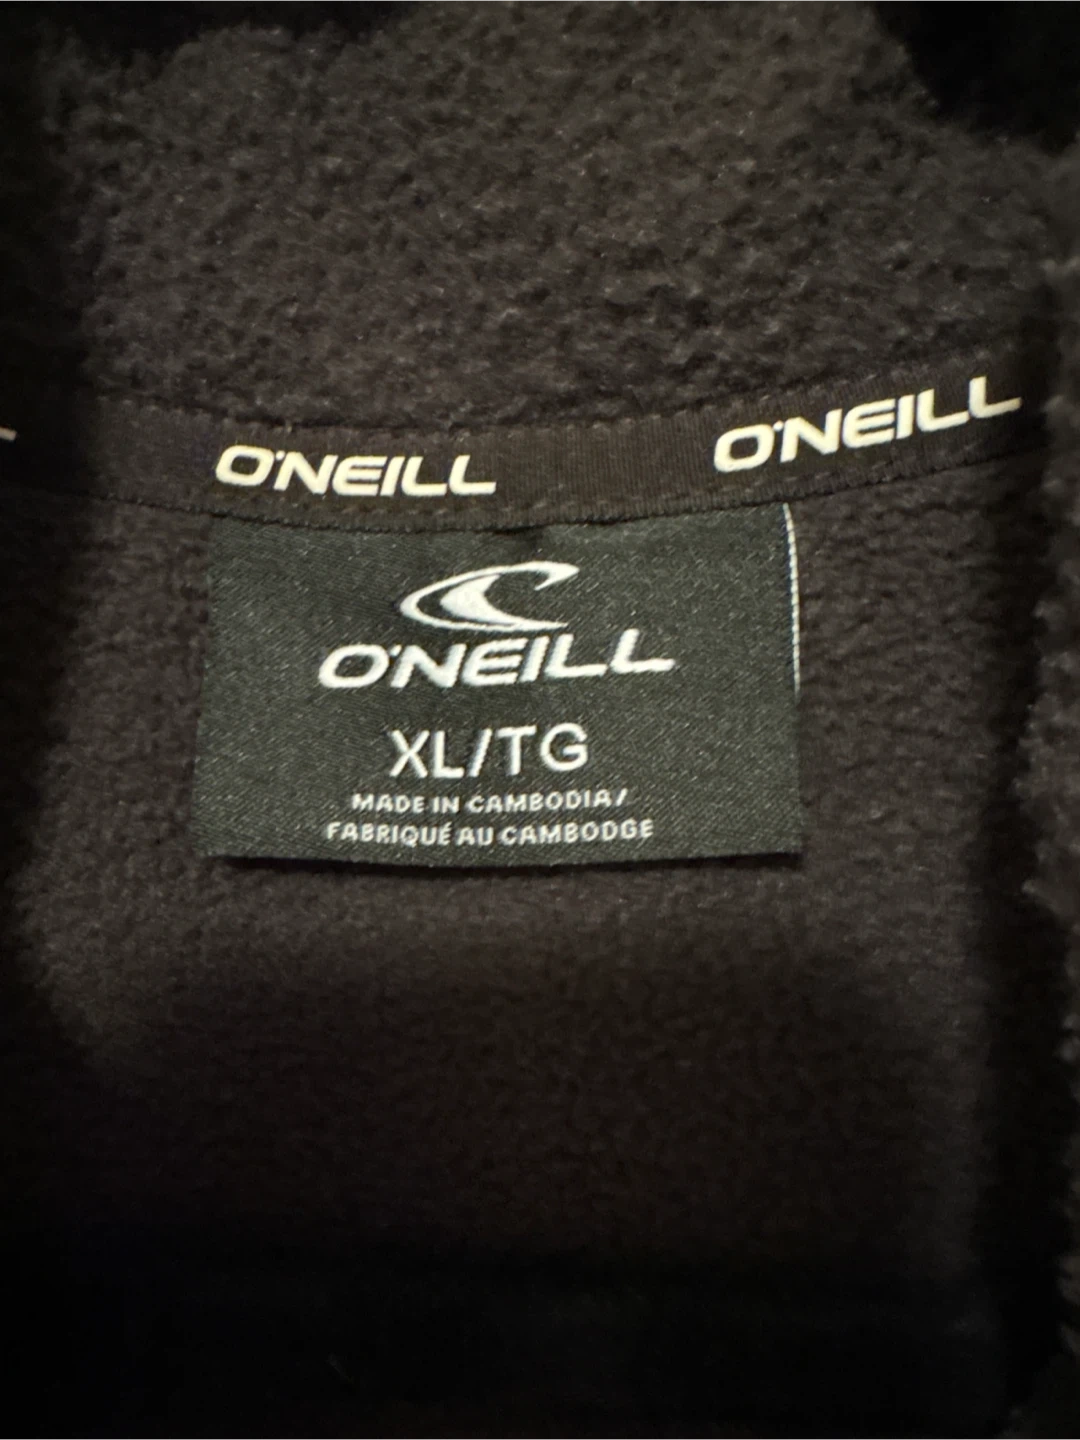 O'NEILL O'NEILL
O'NEILL
XL/TG
MADE IN CAMBODIA/
FABRIQUÉ AU CAMBODGE